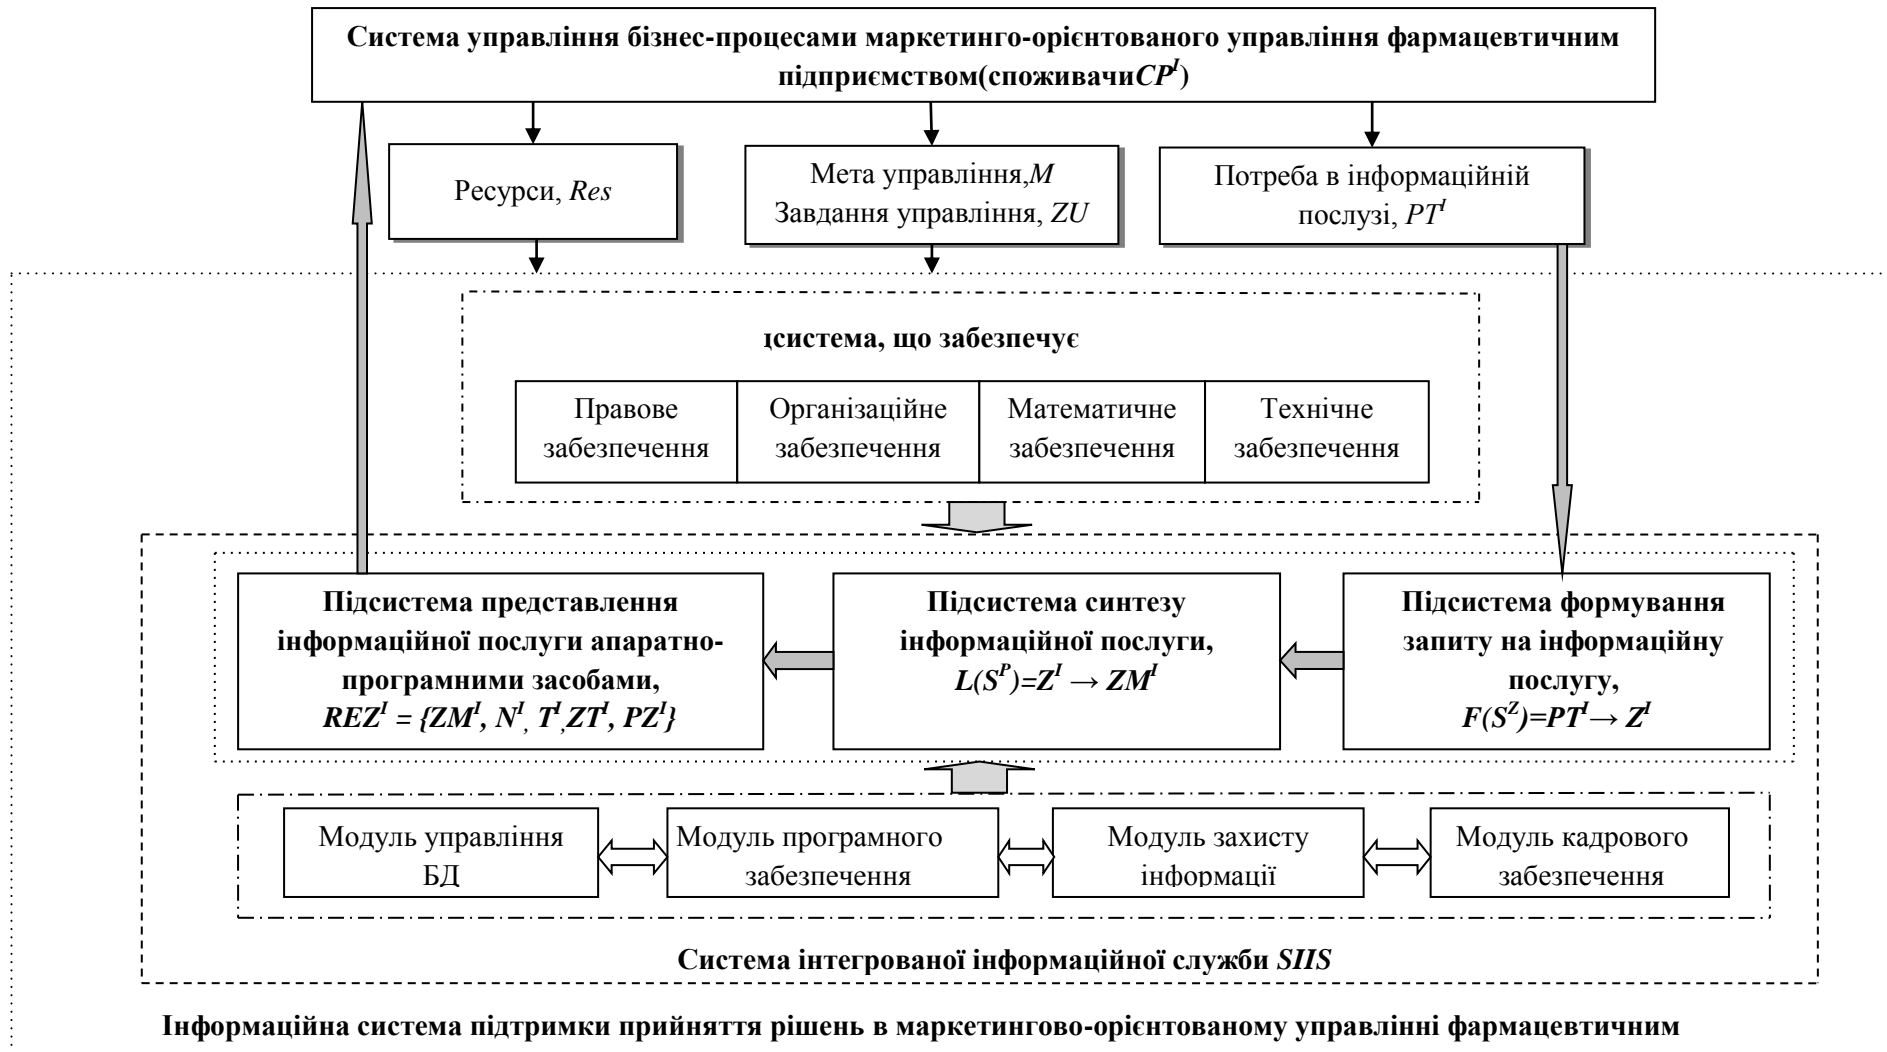 Система управління бізнес-процесами маркетинго-орієнтованого управління фармацевтичним
підприємством(споживачиCP^I)
Ресурси, Res
Мета управління,M
Завдання управління, ZU
Потреба в інформаційній
послузі, PT^I
що забезпечує
Правове
забезпечення
Організаційне
забезпечення
Математичне
забезпечення
Технічне
забезпечення
Підсистема представлення
інформаційної послуги апаратно-
програмними засобами,
REZ^I = {ZM^I, N^I, T^I,ZT^I, PZ^I}
Підсистема синтезу
інформаційної послуги,
L(S^P)=Z^I → ZM^I
Підсистема формування
запиту на інформаційну
послугу,
F(S^Z)=PT^I→ Z^I
Модуль управління
БД
Модуль програмного
забезпечення
Модуль захисту
інформації
Модуль кадрового
забезпечення
Система інтегрованої інформаційної служби SIIS
Інформаційна система підтримки прийняття рішень в маркетингово-орієнтованому управлінні фармацевтичним